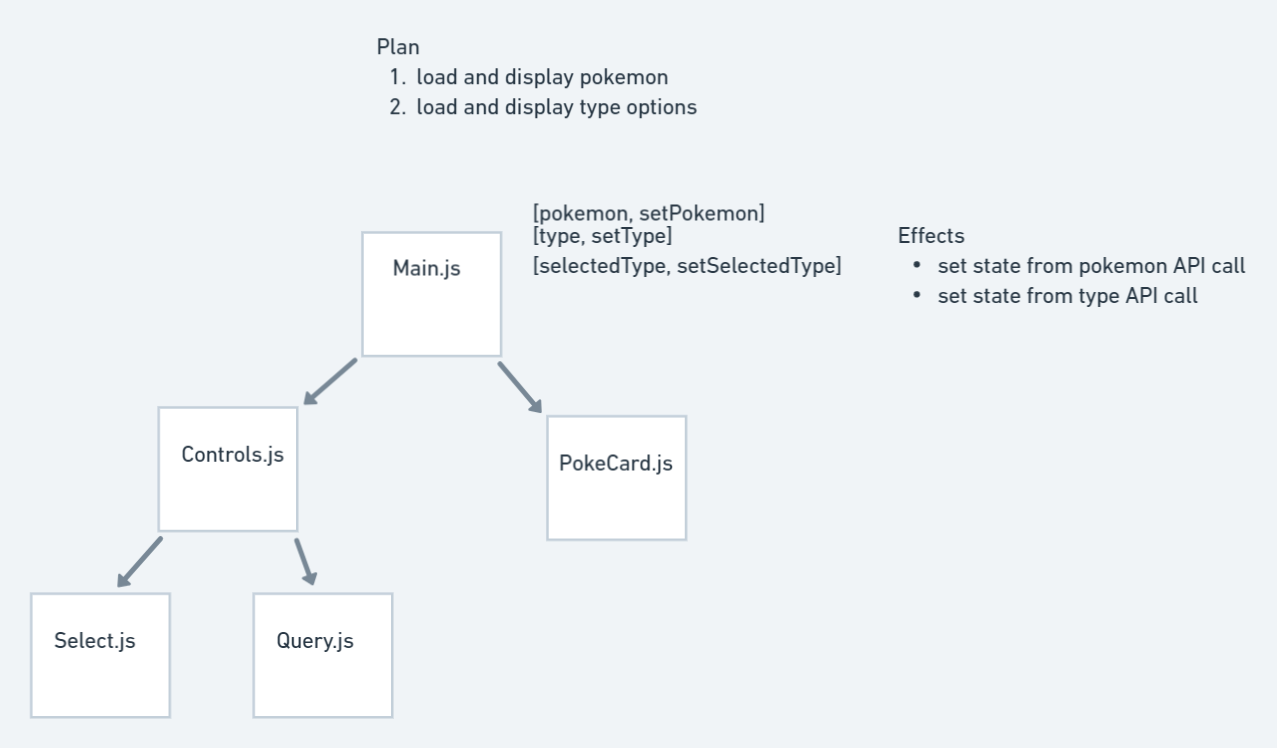 Plan
1. load and display pokemon
2. load and display type options
[pokemon, setPokemon]
[type, setType]
[selectedType, setSelectedType]
Effects
• set state from pokemon API call
• set state from type API call
Main.js
Controls.js
PokeCard.js
Select.js
Query.js